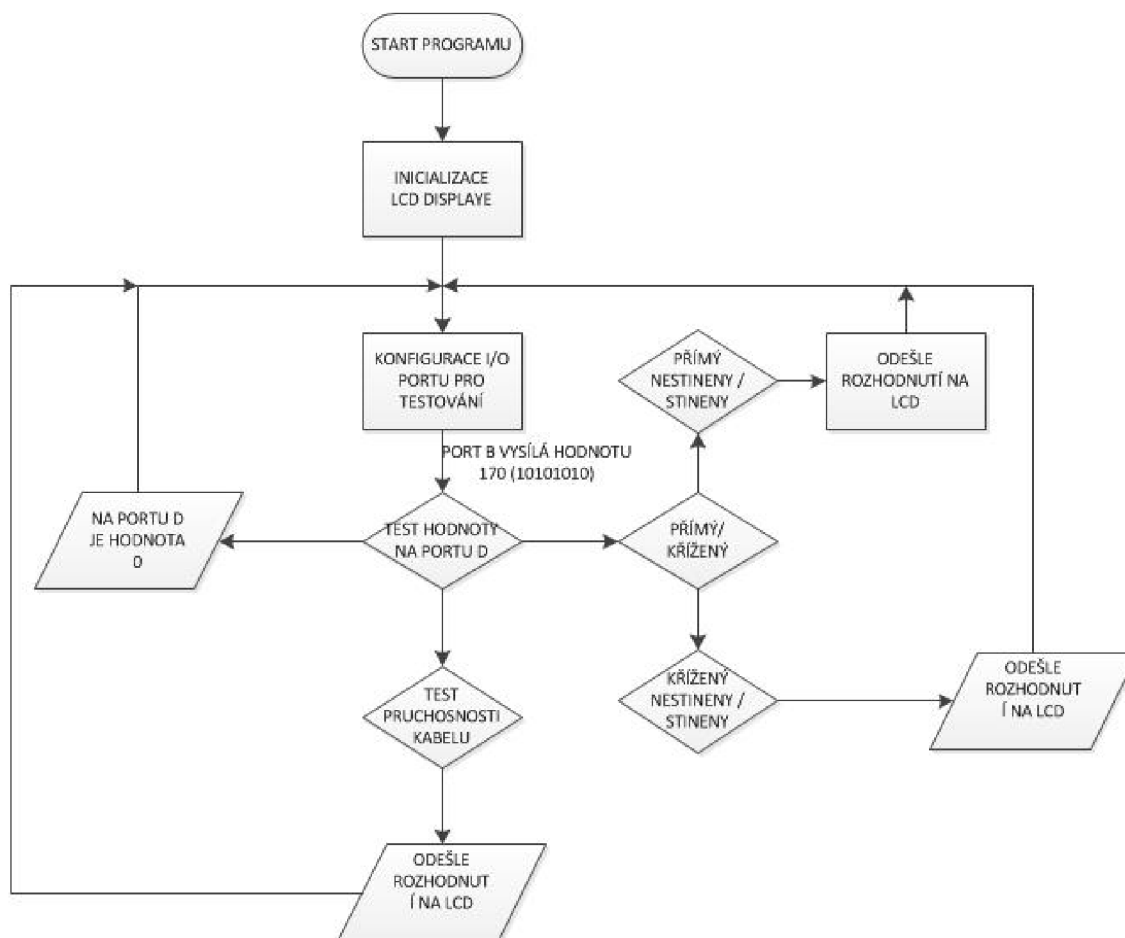 START PROGRAMU
INICIALIZACE
LCD DISPLAYE
KONFIGURACE I/O
PORTU PRO
TESTOVÁNÍ
PŘÍMÝ
NESTINENY /
STINENY
ODEŠLE
ROZHODNUTÍ NA
LCD
PORT B VYSÍLÁ HODNOTU
170 (10101010)
NA PORTU D
JE HODNOTA
0
TEST HODNOTY
NA PORTU D
PŘÍMÝ/
KŘÍŽENÝ
TEST
PRUCHOSNOSTI
KABELU
KŘÍŽENÝ
NESTINENY /
STINENY
ODEŠLE
ROZHODNUT
Í NA LCD
ODEŠLE
ROZHODNUT
Í NA LCD